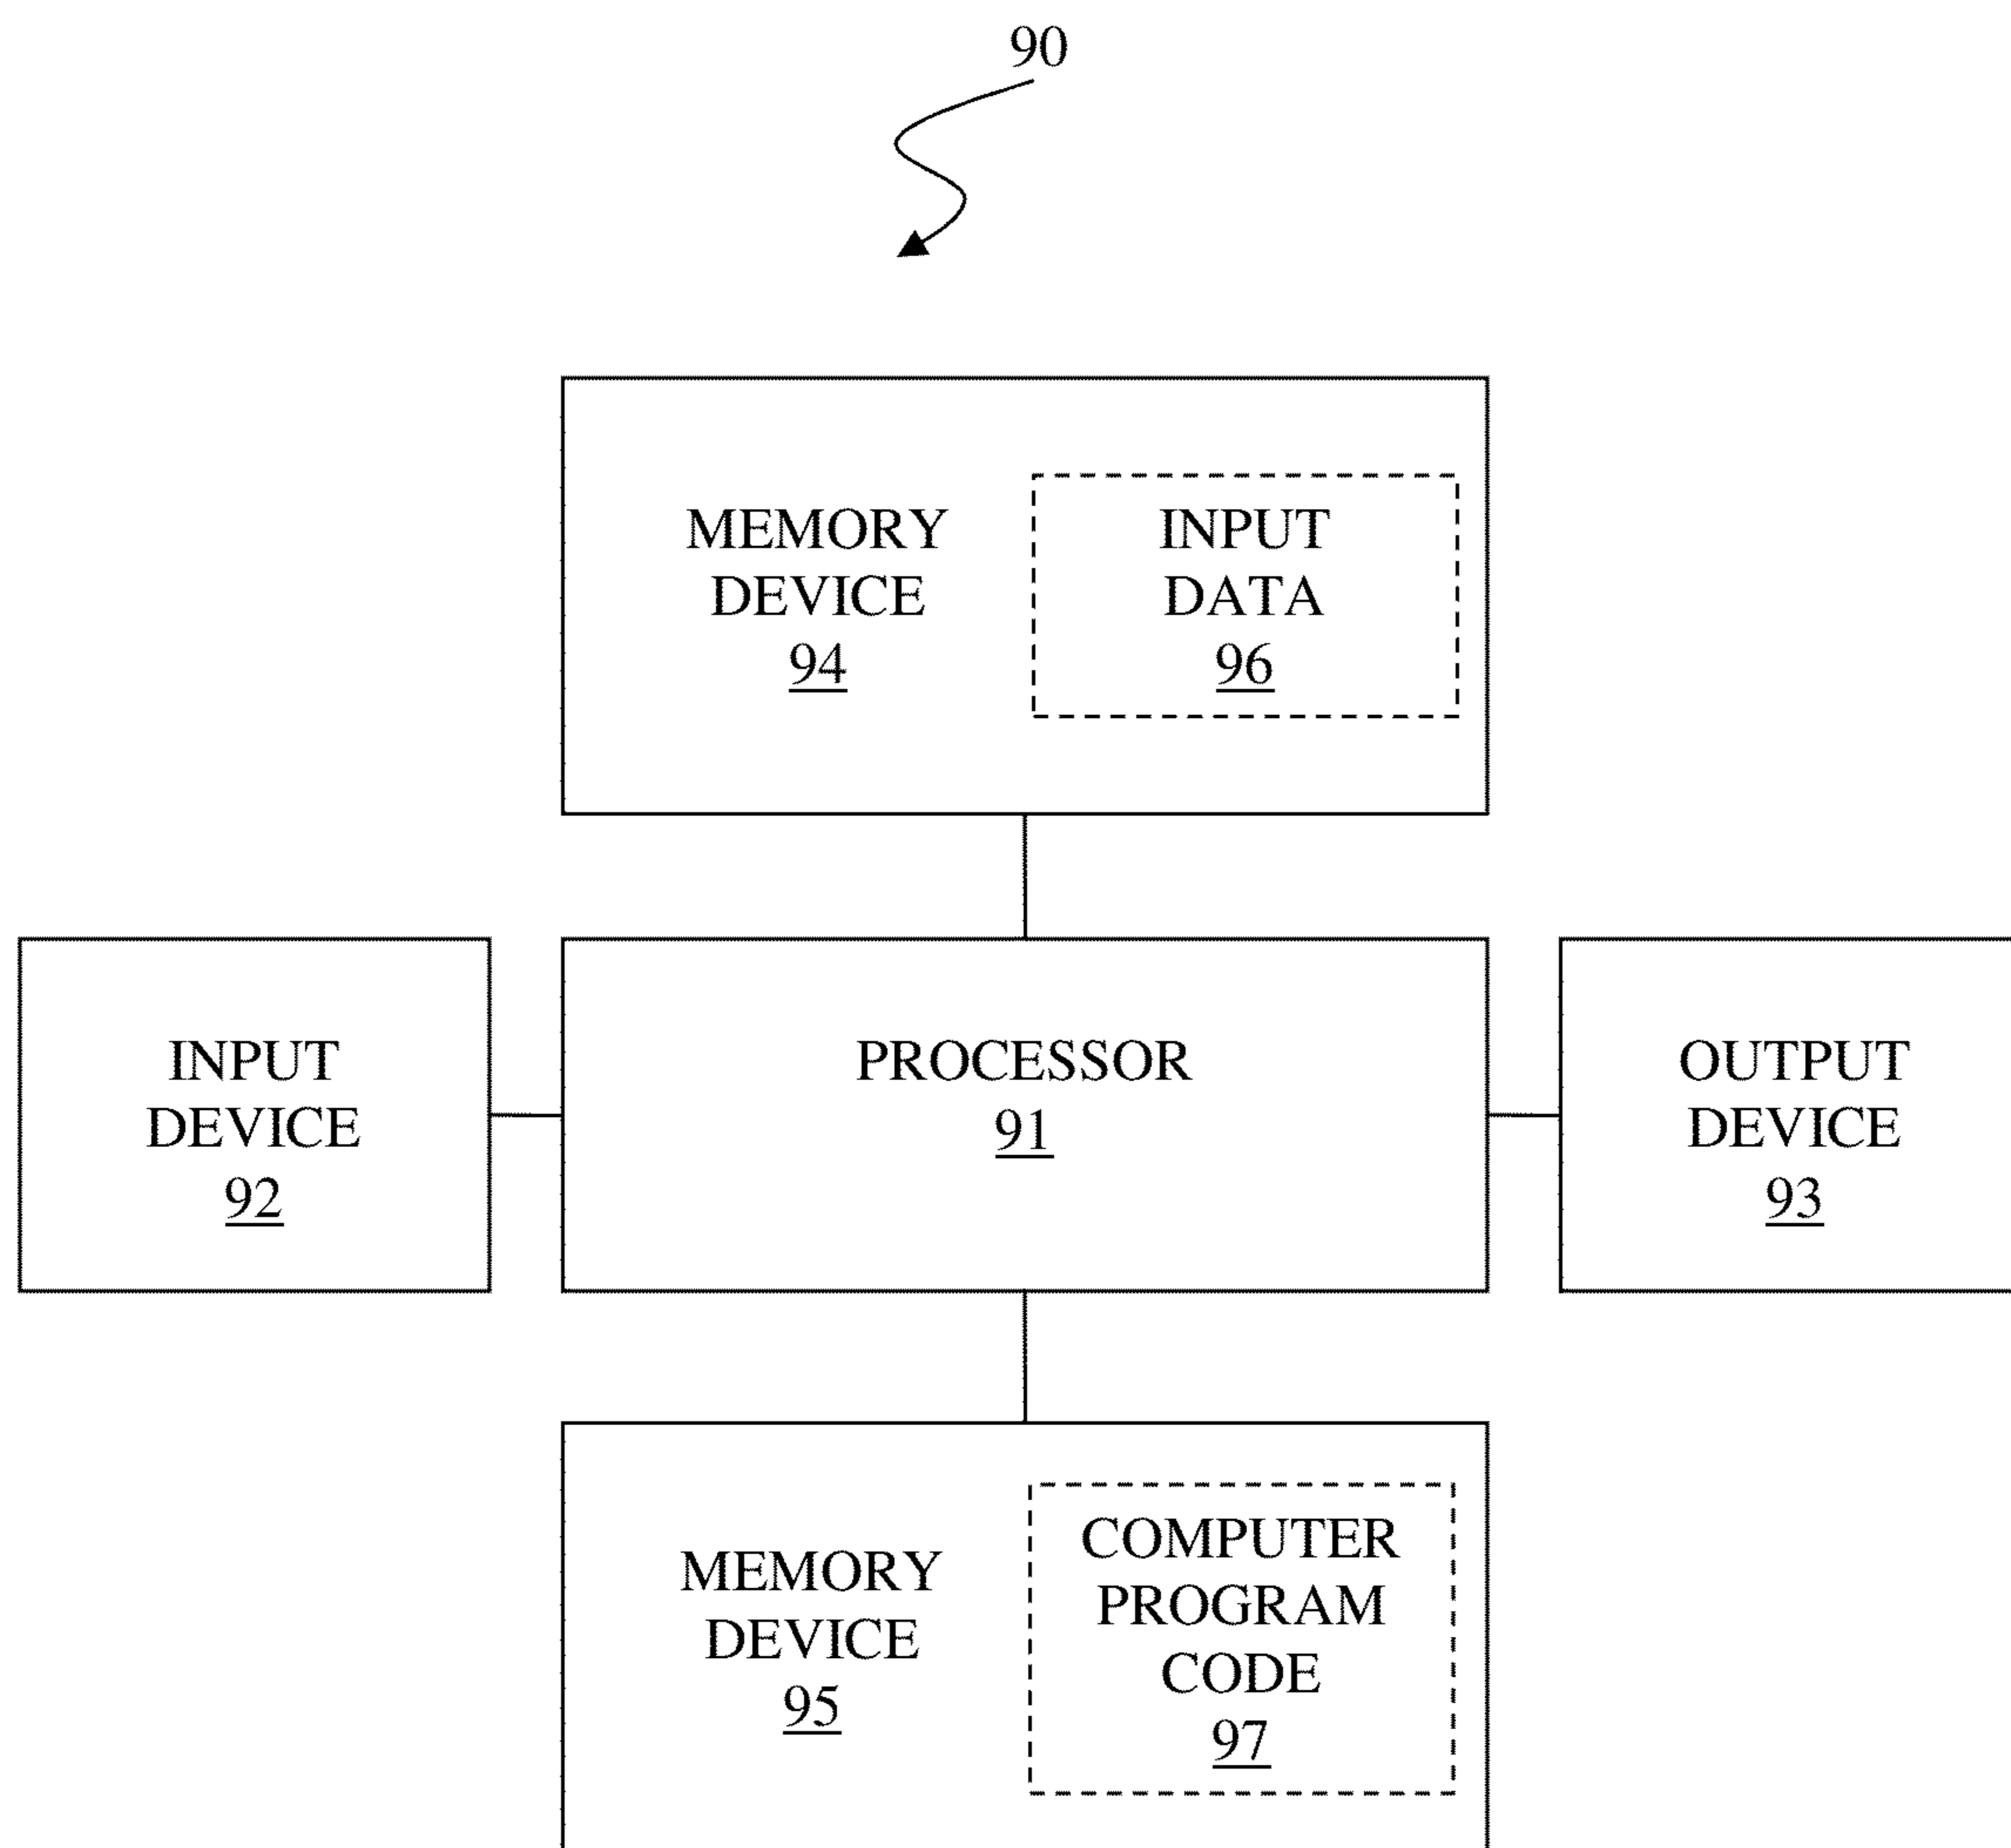 90
MEMORY
DEVICE
94
INPUT
DATA
96
INPUT
DEVICE
92
PROCESSOR
91
OUTPUT
DEVICE
93
MEMORY
DEVICE
95
COMPUTER
PROGRAM
CODE
97